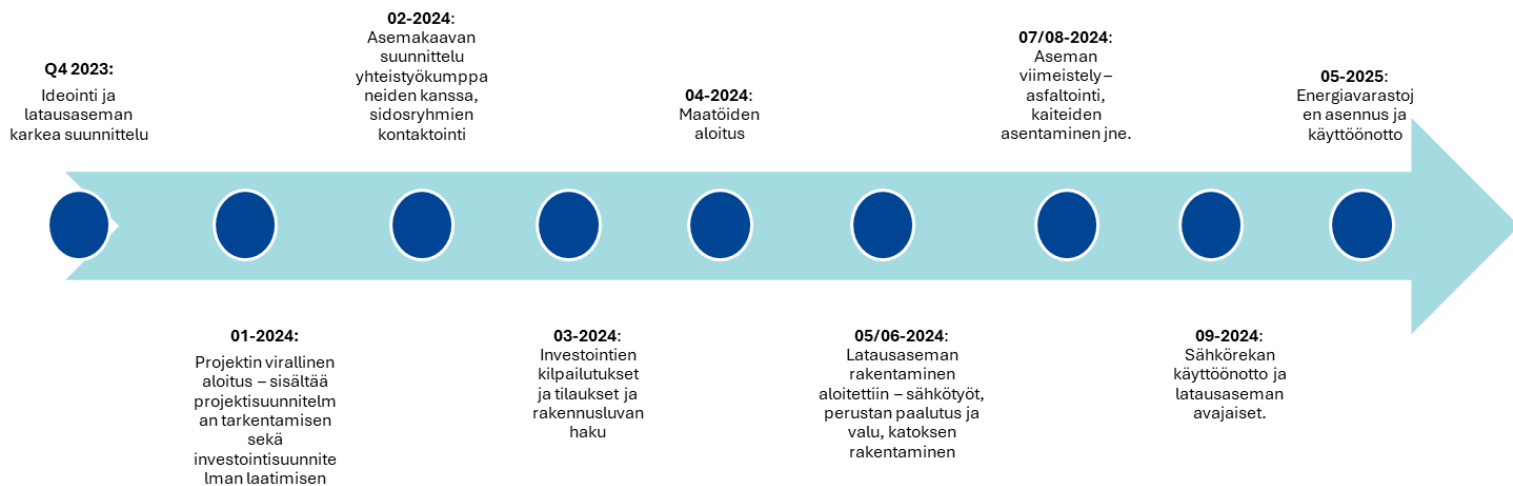 Q4 2023:
Ideointi ja
latausaseman
karkea suunnittelu
01-2024:
Projektin virallinen
aloitus – sisältää
projektisuunnitelm
an tarkentamisen
sekä
investointisuunnite
lman laatimisen
02-2024:
Asemakaavan
suunnittelu
yhteistyökumppa
neiden kanssa,
sidosryhmien
kontaktointi
03-2024:
Investointien
kilpailutukset
ja tilaukset ja
rakennusluvan
haku
04-2024:
Maatöiden
aloitus
05/06-2024:
Latausaseman
rakentaminen
aloitettiin – sähkötyöt,
perustan paalutus ja
valu, katoksen
rakentaminen
07/08-2024:
Aseman
viimeistely –
asfaltointi,
kaiteiden
asentaminen jne.
09-2024:
Sähkörekan
käyttöönotto ja
latausaseman
avajaiset.
05-2025:
Energiavarastoj
en asennus ja
käyttöönotto